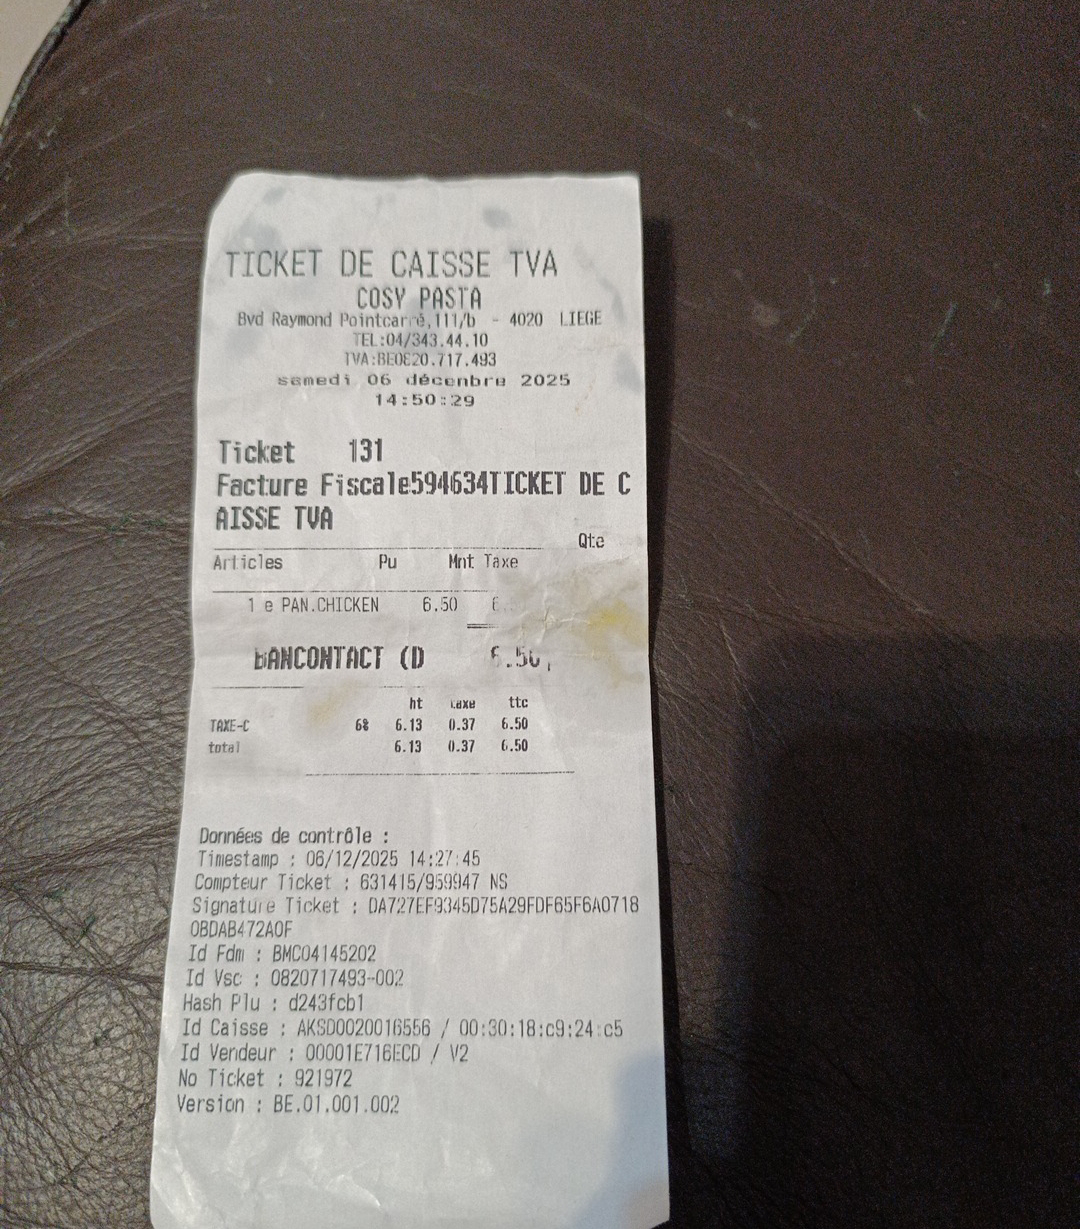 TICKET DE CAISSE TVA
COSY PASTA
Bvd Raymond Pointcarré,111/b - 4020 LIEGE
TEL:04/343.44.10
TVA:BE0820.717.493
samedi 06 décembre 2025
14:50:29
Ticket 131
Facture Fiscale594634TICKET DE C
AISSE TVA
Qte
Articles Pu Mnt Taxe
1 e PAN.CHICKEN 6.50
BANCONTACT (D 6.50
ht taxe ttc
TAXE-C 6% 6.13 0.37 6.50
total 6.13 0.37 6.50
Données de contrôle :
Timestamp : 06/12/2025 14:27:45
Compteur Ticket : 631415/959947 NS
Signature Ticket : DA727EF9345D75A29FDF65F6A0718
0BDAB472A0F
Id Fdm : BMC04145202
Id Vsc : 0820717493-002
Hash Plu : d243fcb1
Id Caisse : AKSD0020016556 / 00:30:18:c9:24:c5
Id Vendeur : 00001E716ECD / V2
No Ticket : 921972
Version : BE.01.001.002